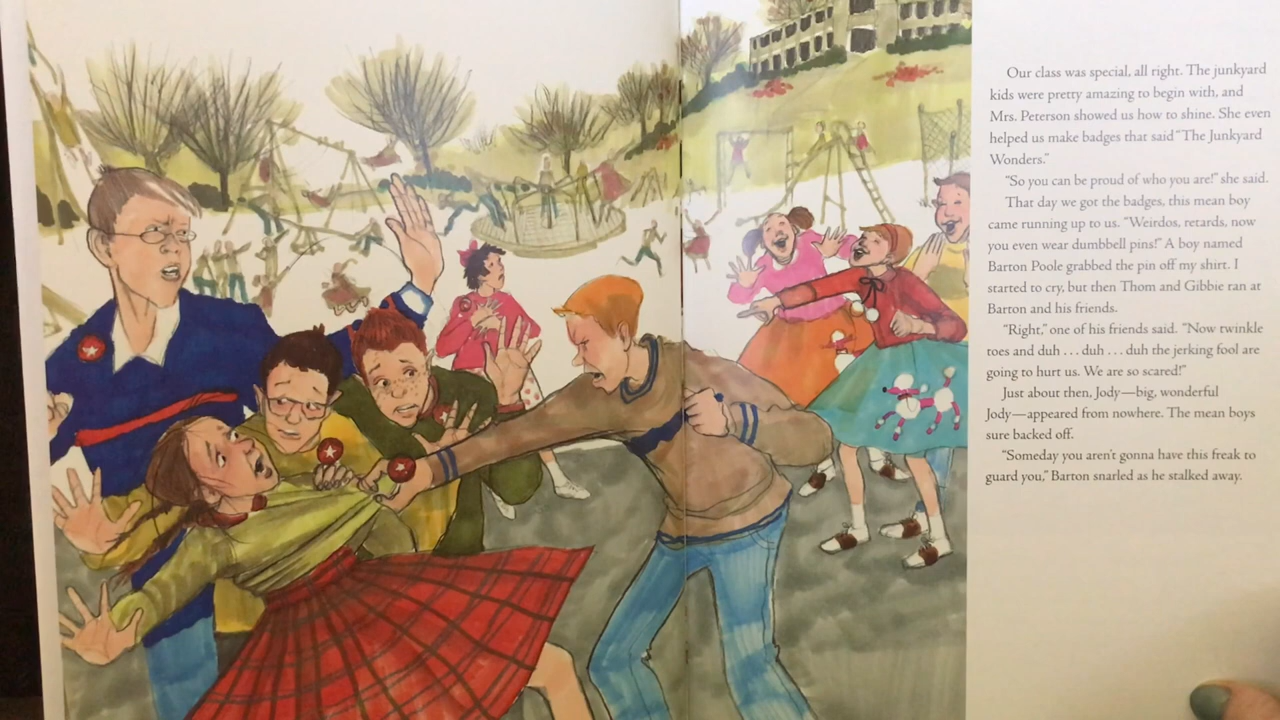 Our class was special, all right. The junkyard
kids were pretty amazing to begin with, and
Mrs. Peterson showed us how to shine. She even
helped us make badges that said “The Junkyard
Wonders.”
“So you can be proud of who you are!” she said.
That day we got the badges, this mean boy
came running up to us. “Weirdos, retards, now
you even wear dumbbell pins!” A boy named
Barton Poole grabbed the pin off my shirt. I
started to cry, but then Thom and Gibbie ran at
Barton and his friends.
“Right,” one of his friends said. “Now twinkle
toes and duh . . . duh . . . duh the jerking fool are
going to hurt us. We are so scared!”
Just about then, Jody—big, wonderful
Jody—appeared from nowhere. The mean boys
sure backed off.
“Someday you aren’t gonna have this freak to
guard you,” Barton snarled as he stalked away.